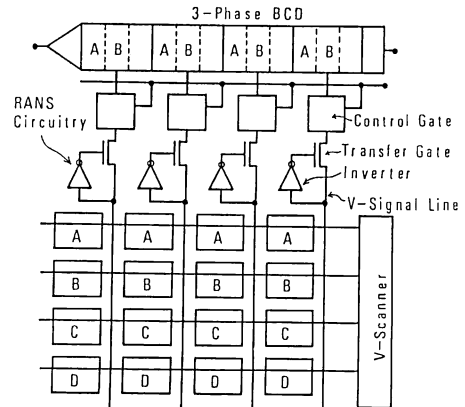 3-Phase BCD
A B A B A B A B
RANS
Circuitry
Control Gate
Transfer Gate
Inverter
V-Signal Line
A A A A
B B B B
C C C C
D D D D
V-Scanner